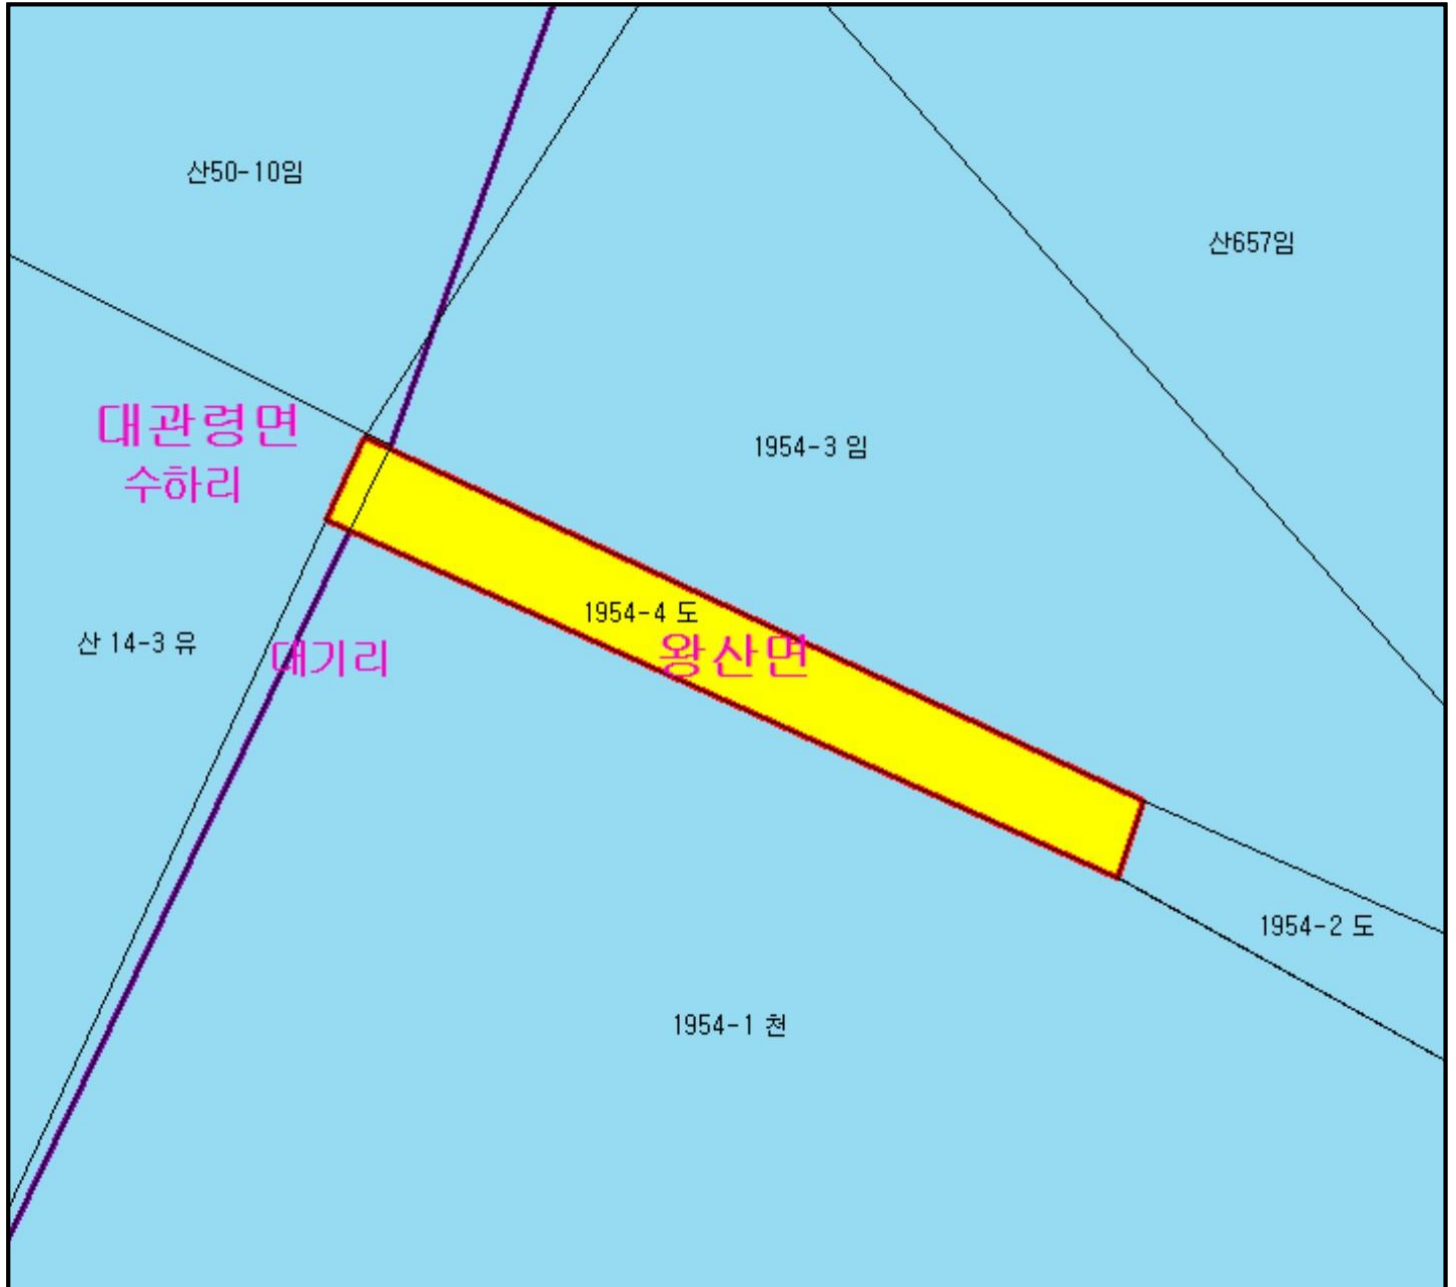 산50-10임
산657임
대관령면
수하리
1954-3 임
1954-4 도
왕산면
산 14-3 유
대기리
1954-2 도
1954-1 천